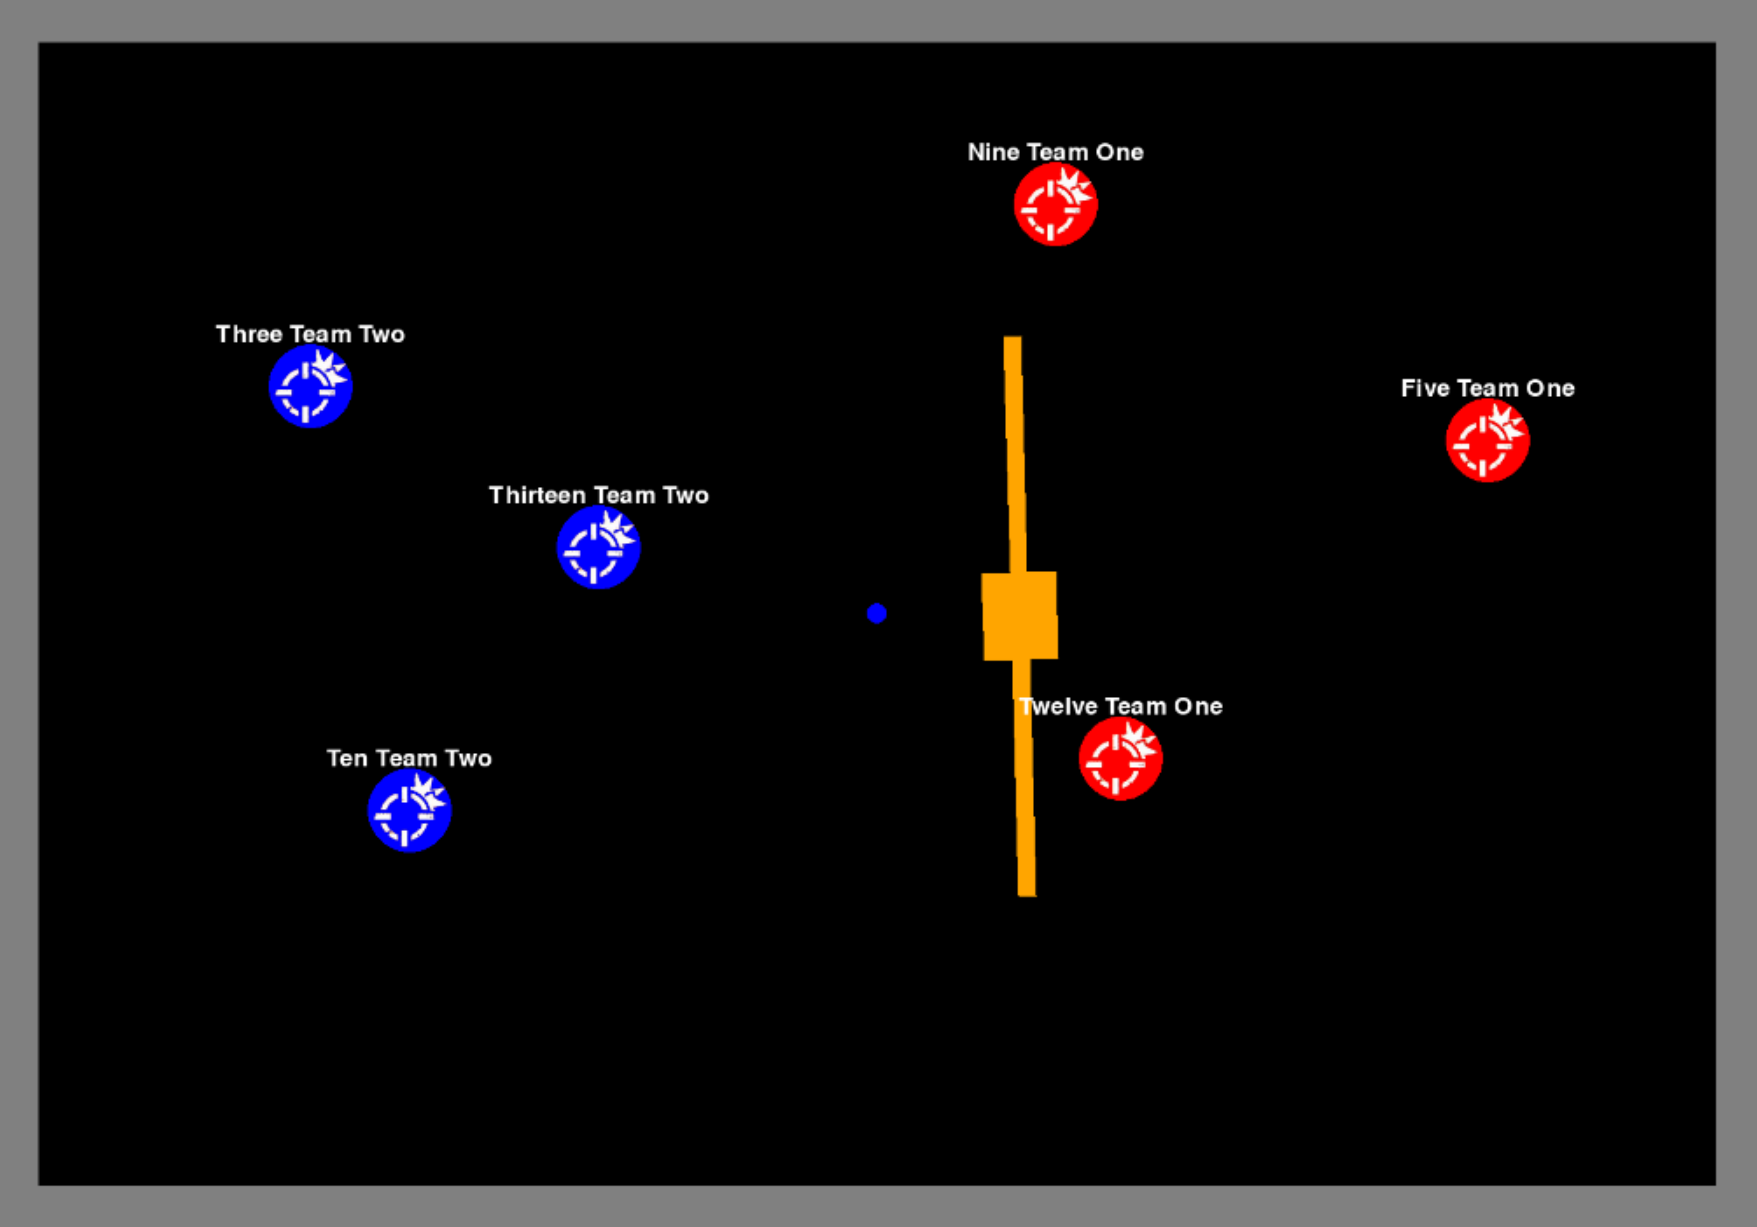 Nine Team One
Three Team Two
Five Team One
Thirteen Team Two
Twelve Team One
Ten Team Two